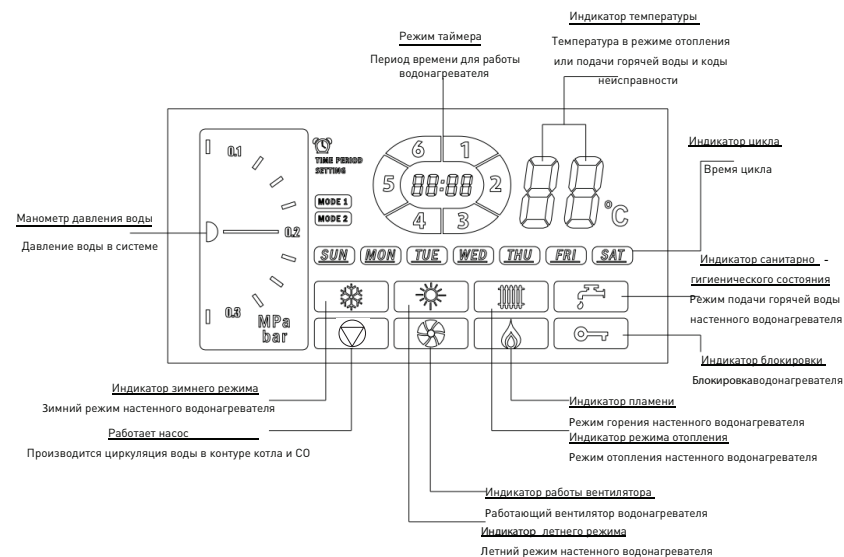 Индикатор температуры
Температура в режиме отопления
или подачи горячей воды и коды
неисправности
Режим таймера
Период времени для работы
водонагревателя
Индикатор цикла
Время цикла
Манометр давления воды
Давление воды в системе
0.1
0.2
0.3
MPa
bar
TIME PERIOD
SETTING
MODE 1
MODE 2
6
1
5
88:88
2
4
3
88
°C
SUN MON TUE WED THU FRI SAT
Индикатор санитарно -
гигиенического состояния
Режим подачи горячей воды
настенного водонагревателя
Индикатор блокировки
Блокировкаводонагревателя
Индикатор зимнего режима
Зимний режим настенного водонагревателя
Работает насос
Производится циркуляция воды в контуре котла и СО
Индикатор пламени
Режим горения настенного водонагревателя
Индикатор режима отопления
Режим отопления настенного водонагревателя
Индикатор работы вентилятора
Работающий вентилятор водонагревателя
Индикатор летнего режима
Летний режим настенного водонагревателя